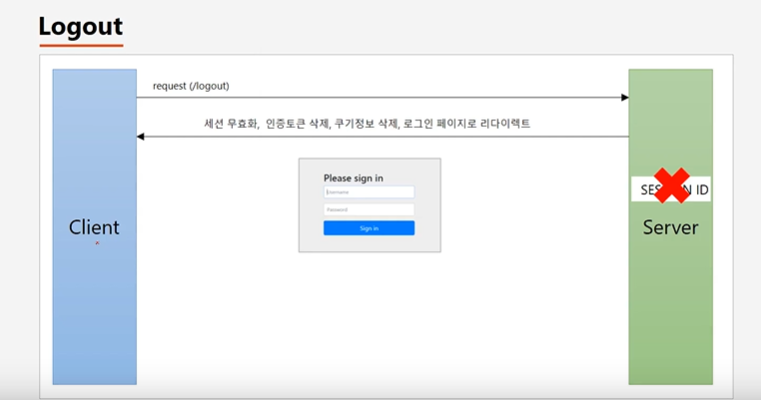 Logout
request (/logout)
세션 무효화, 인증토큰 삭제, 쿠기정보 삭제, 로그인 페이지로 리다이렉트
Please sign in
Username
Password
Sign in
ID
Client
Server